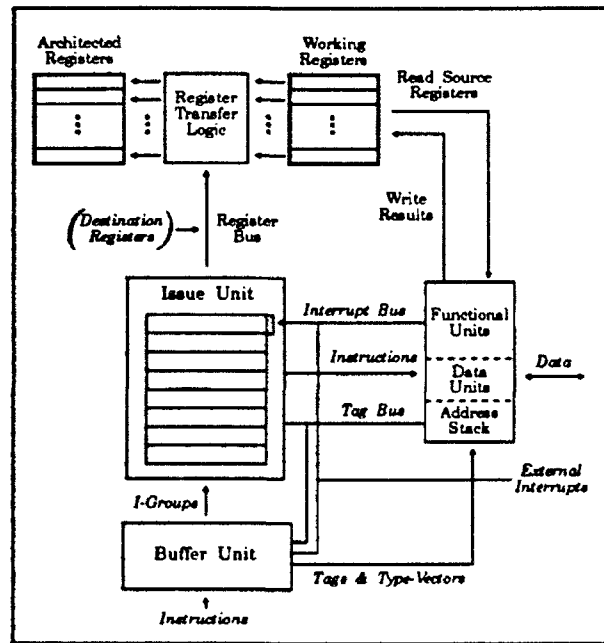 Architected
Registers
Working
Registers
Register
Transfer
Logic
Read Source
Registers
Write
Results
(Destination
Registers)
Register
Bus
Issue Unit
Interrupt Bus
Functional
Units
Instructions
Data
Units
Data
Tag Bus
Address
Stack
External
Interrupts
I-Groups
Buffer Unit
Tags & Type-Vectors
Instructions